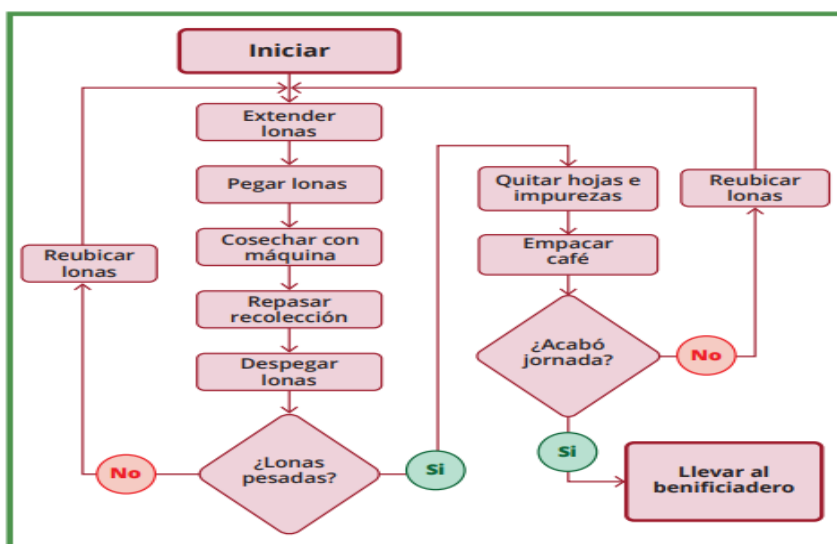 Iniciar
Extender
lonas
Pegar lonas
Cosechar con
máquina
Reubicar
lonas
Repasar
recolección
Despegar
lonas
¿Lonas
pesadas?
No
Si
Quitar hojas e
impurezas
Empacar
café
¿Acabó
jornada?
No
Reubicar
lonas
Si
Llevar al
benificiadero